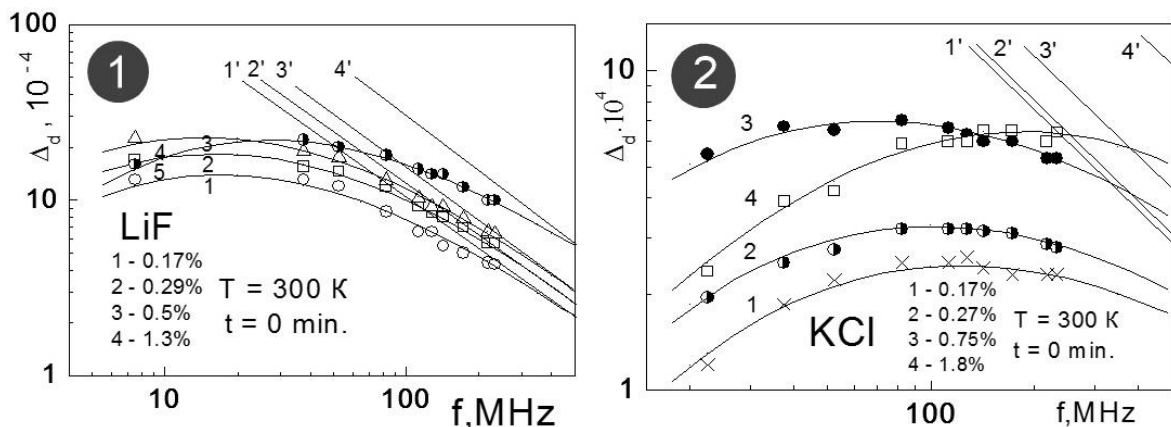 100
1
Δd , 10⁻⁴
1' 2' 3' 4'
10
4
3
5
2
1
LiF
1 - 0.17%
2 - 0.29%
3 - 0.5%
4 - 1.3%
T = 300 K
t = 0 min.
1
10
100
f,MHz
2
1' 2' 3' 4'
10
Δd.10⁴
3
4
2
1
KCl
1 - 0.17%
2 - 0.27%
3 - 0.75%
4 - 1.8%
T = 300 K
t = 0 min.
1
100
f,MHz